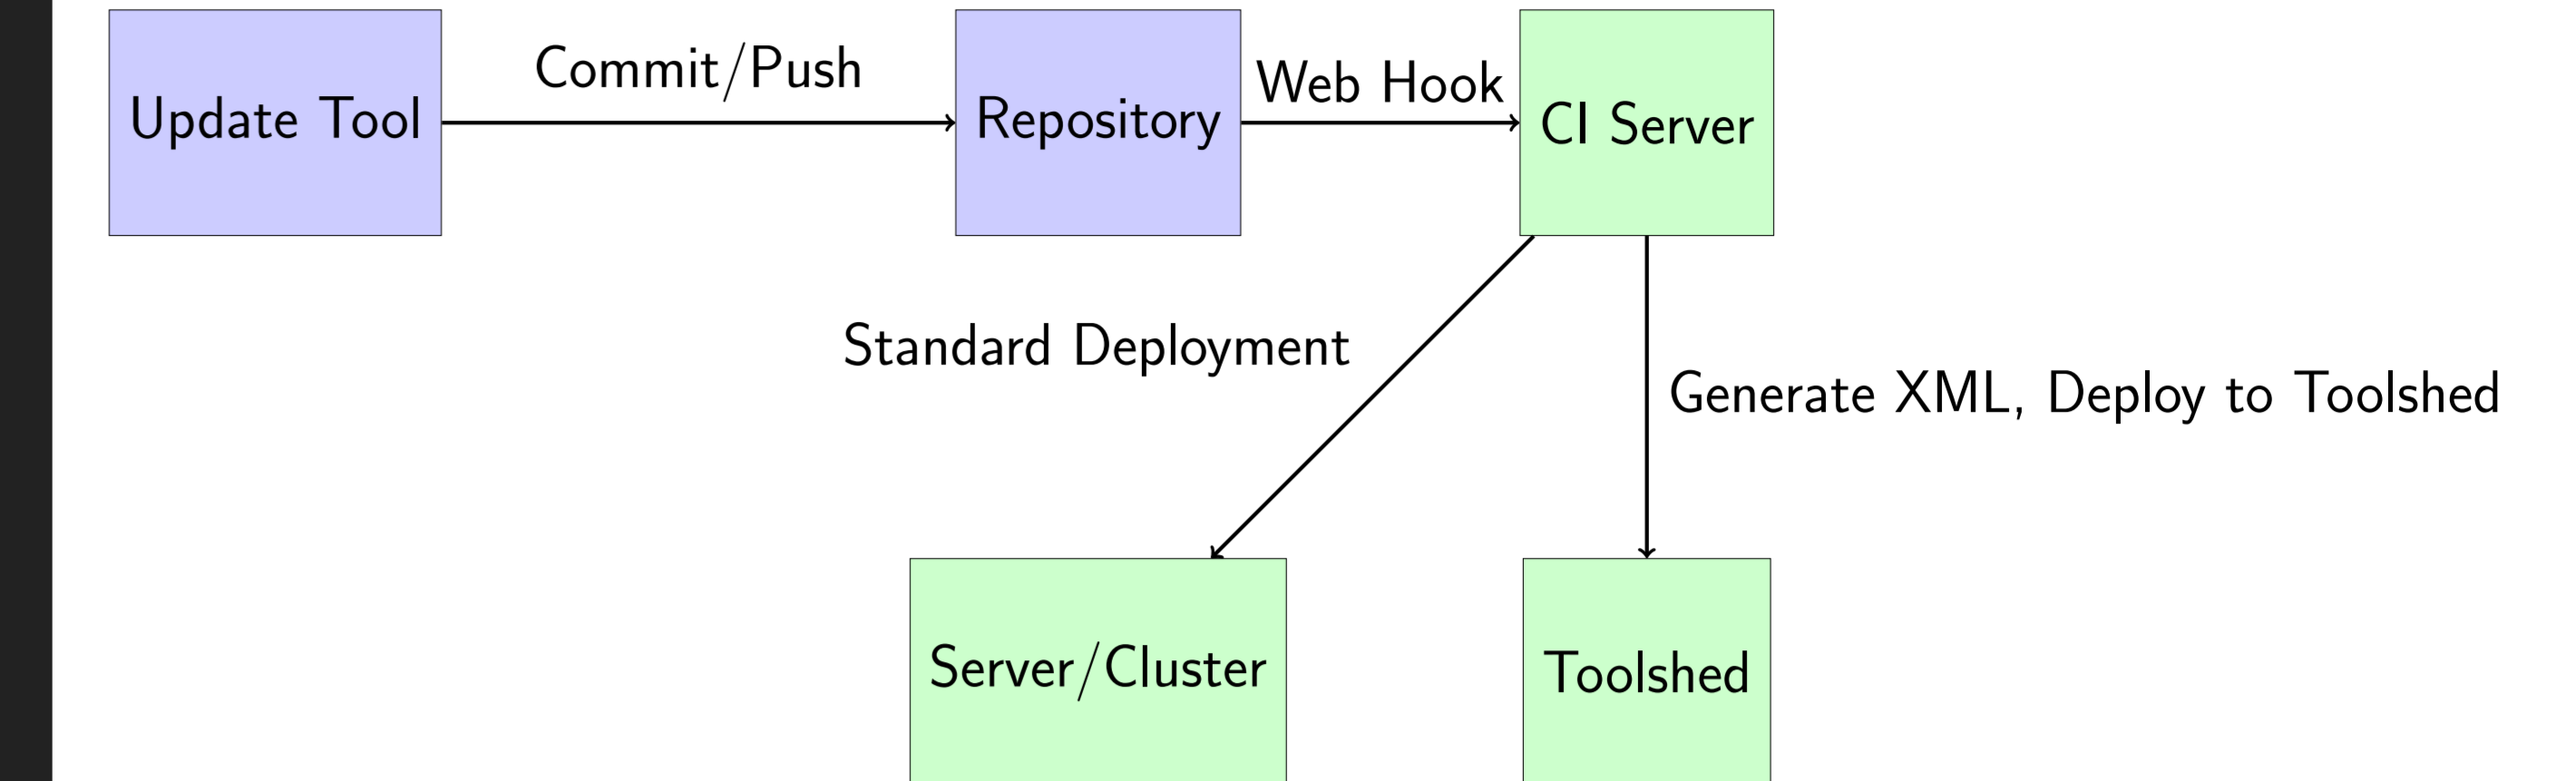 Update Tool
Commit/Push
Repository
Web Hook
CI Server
Standard Deployment
Generate XML, Deploy to Toolshed
Server/Cluster
Toolshed